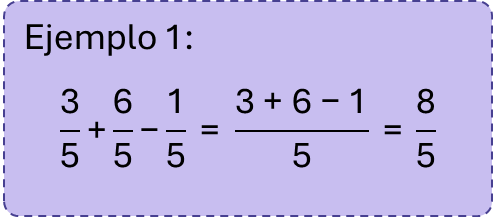 Ejemplo 1:
3/5 + 6/5 − 1/5 = (3 + 6 − 1)/5 = 8/5